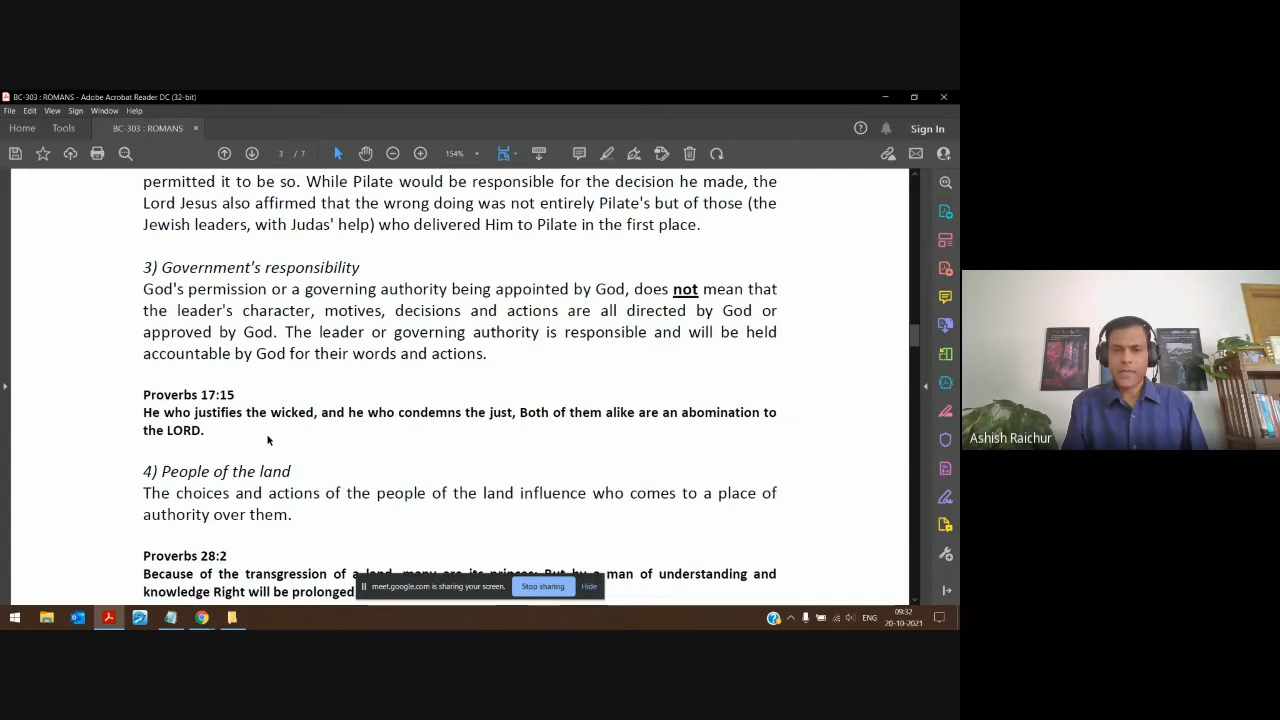 BC-303 : ROMANS - Adobe Acrobat Reader DC (32-bit)
File Edit View Sign Window Help
Home Tools BC-303 : ROMANS × Sign In
3 / 7 154%
permitted it to be so. While Pilate would be responsible for the decision he made, the
Lord Jesus also affirmed that the wrong doing was not entirely Pilate's but of those (the
Jewish leaders, with Judas' help) who delivered Him to Pilate in the first place.
3) Government's responsibility
God's permission or a governing authority being appointed by God, does not mean that
the leader's character, motives, decisions and actions are all directed by God or
approved by God. The leader or governing authority is responsible and will be held
accountable by God for their words and actions.
Proverbs 17:15
He who justifies the wicked, and he who condemns the just, Both of them alike are an abomination to
the LORD.
4) People of the land
The choices and actions of the people of the land influence who comes to a place of
authority over them.
Proverbs 28:2
Because of the transgression of a land, many are its princes; But by a man of understanding and
knowledge Right will be prolonged
meet.google.com is sharing your screen. Stop sharing Hide
ENG
09:32
20-10-2021
Ashish Raichur